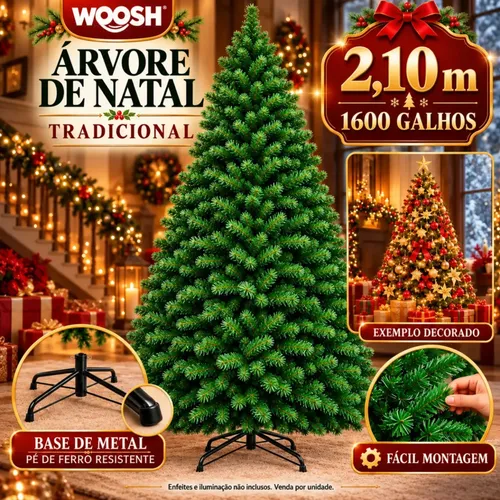 WOOSH®
ÁRVORE
DE NATAL
TRADICIONAL
2,10m
1600 GALHOS
EXEMPLO DECORADO
BASE DE METAL
PÉ DE FERRO RESISTENTE
FÁCIL MONTAGEM
Enfeites e iluminação não inclusos. Venda por unidade.